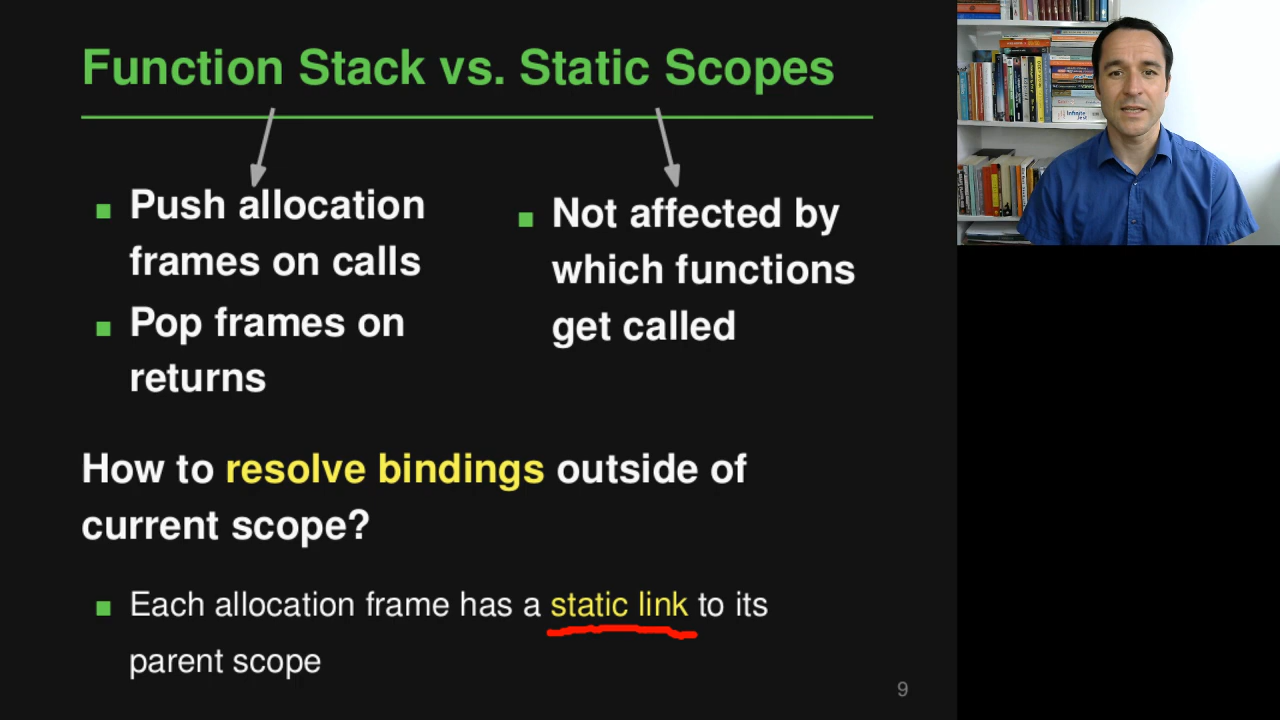 Function Stack vs. Static Scopes
Push allocation
frames on calls
Pop frames on
returns
Not affected by
which functions
get called
How to resolve bindings outside of
current scope?
Each allocation frame has a static link to its
parent scope
9
Infinite
Jest